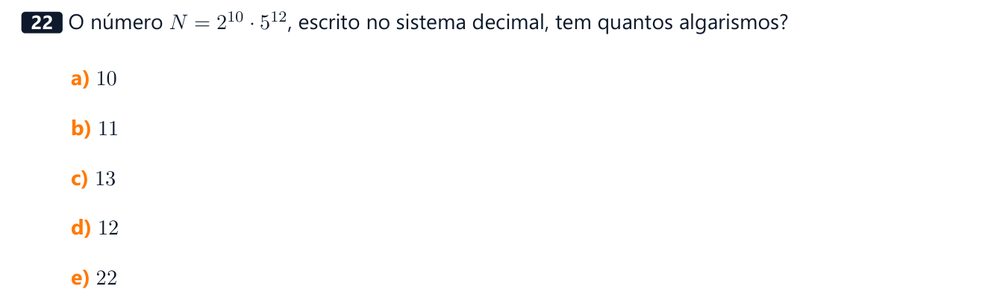 22 O número N = 2^10 · 5^12, escrito no sistema decimal, tem quantos algarismos?
a) 10
b) 11
c) 13
d) 12
e) 22